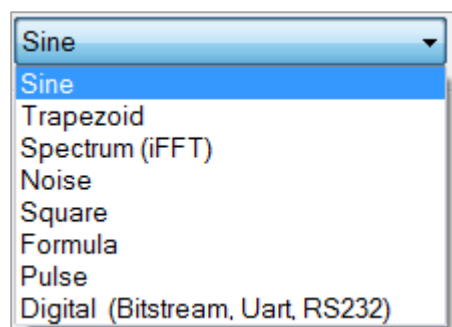 Sine
Sine
Trapezoid
Spectrum (iFFT)
Noise
Square
Formula
Pulse
Digital (Bitstream, Uart, RS232)